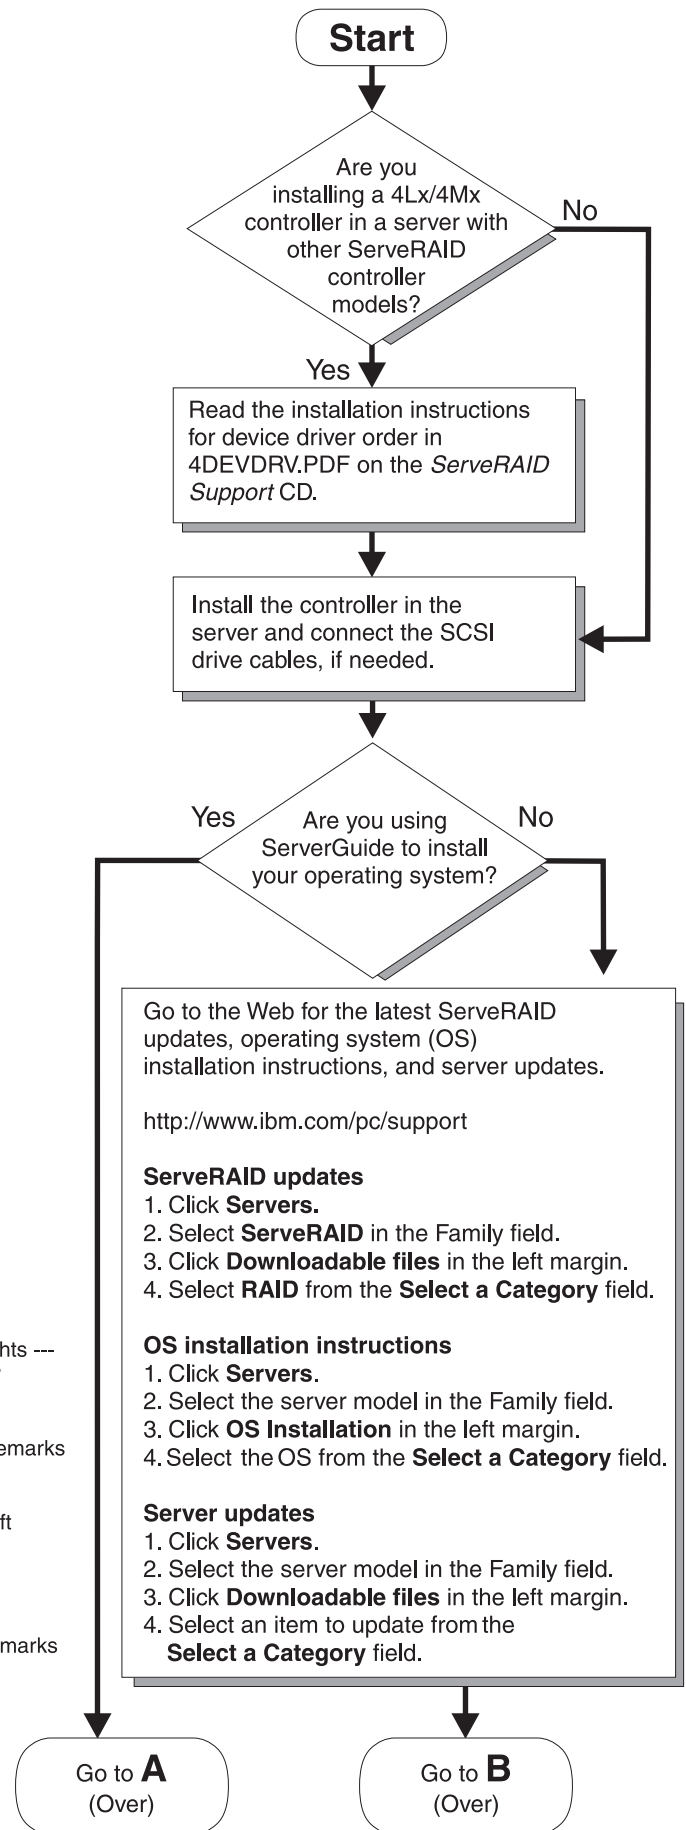 Start
Are you
installing a 4Lx/4Mx
controller in a server with
other ServeRAID
controller
models?
No
Yes
Read the installation instructions
for device driver order in
4DEVDRV.PDF on the ServeRAID
Support CD.
Install the controller in the
server and connect the SCSI
drive cables, if needed.
Yes
Are you using
ServerGuide to install
your operating system?
No
Go to the Web for the latest ServeRAID
updates, operating system (OS)
installation instructions, and server updates.
http://www.ibm.com/pc/support
ServeRAID updates
1. Click Servers.
2. Select ServeRAID in the Family field.
3. Click Downloadable files in the left margin.
4. Select RAID from the Select a Category field.
OS installation instructions
1. Click Servers.
2. Select the server model in the Family field.
3. Click OS Installation in the left margin.
4. Select the OS from the Select a Category field.
Server updates
1. Click Servers.
2. Select the server model in the Family field.
3. Click Downloadable files in the left margin.
4. Select an item to update from the
Select a Category field.
Go to A
(Over)
Go to B
(Over)